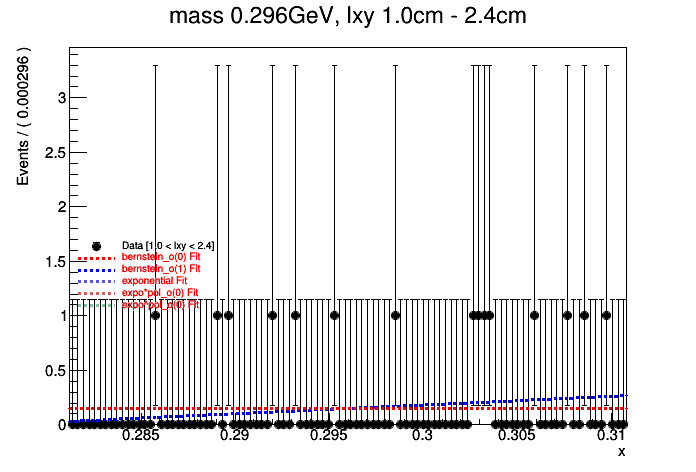 mass 0.296GeV, lxy 1.0cm - 2.4cm
Events / ( 0.000296 )
3
2.5
2
1.5
1
0.5
0
Data [1.0 < lxy < 2.4]
bernstein_o(0) Fit
bernstein_o(1) Fit
exponential Fit
expo*pol_o(0) Fit
0.285 0.29 0.295 0.3 0.305 0.31
x